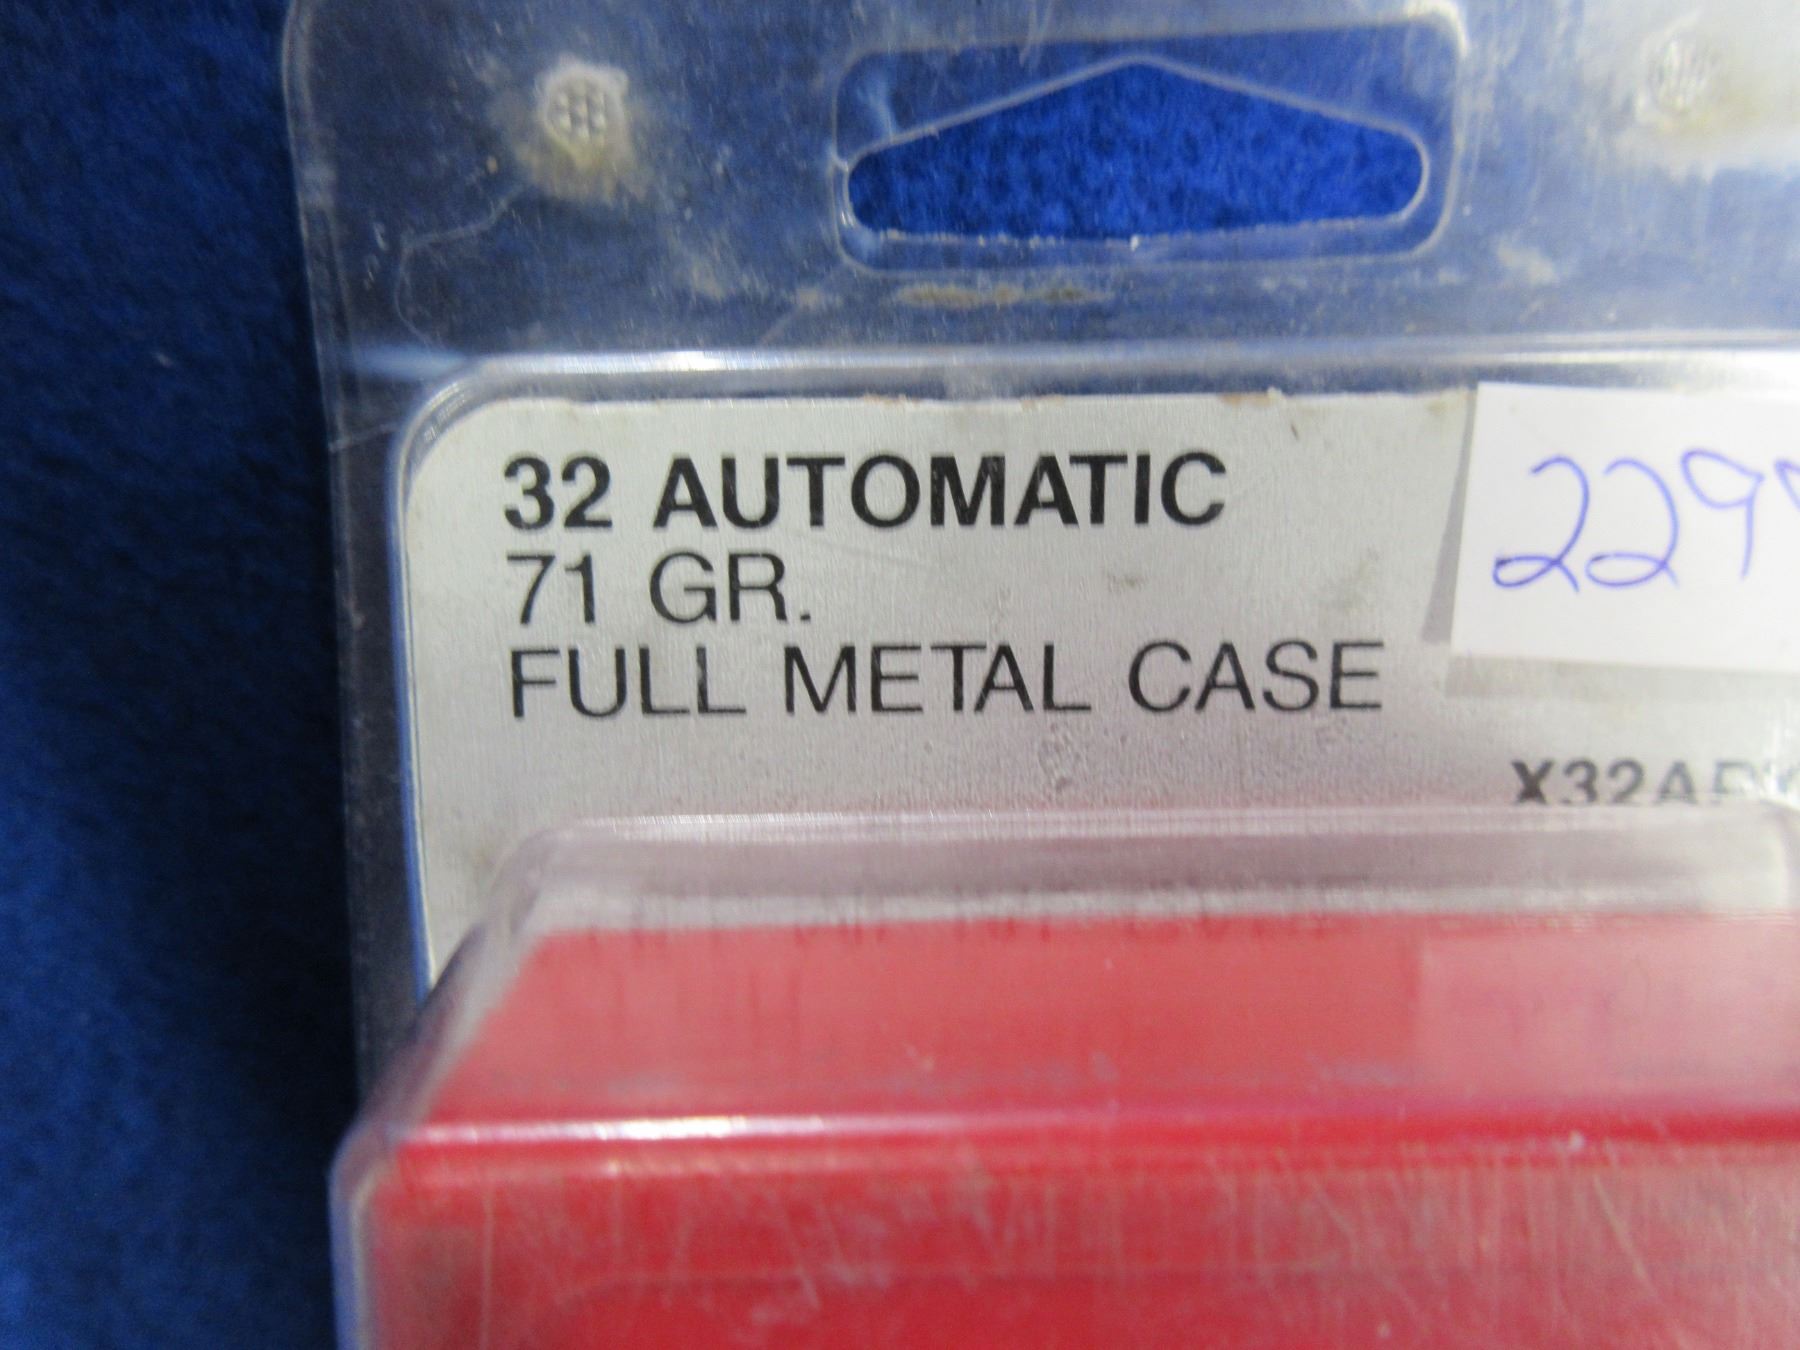 32 AUTOMATIC
71 GR.
FULL METAL CASE